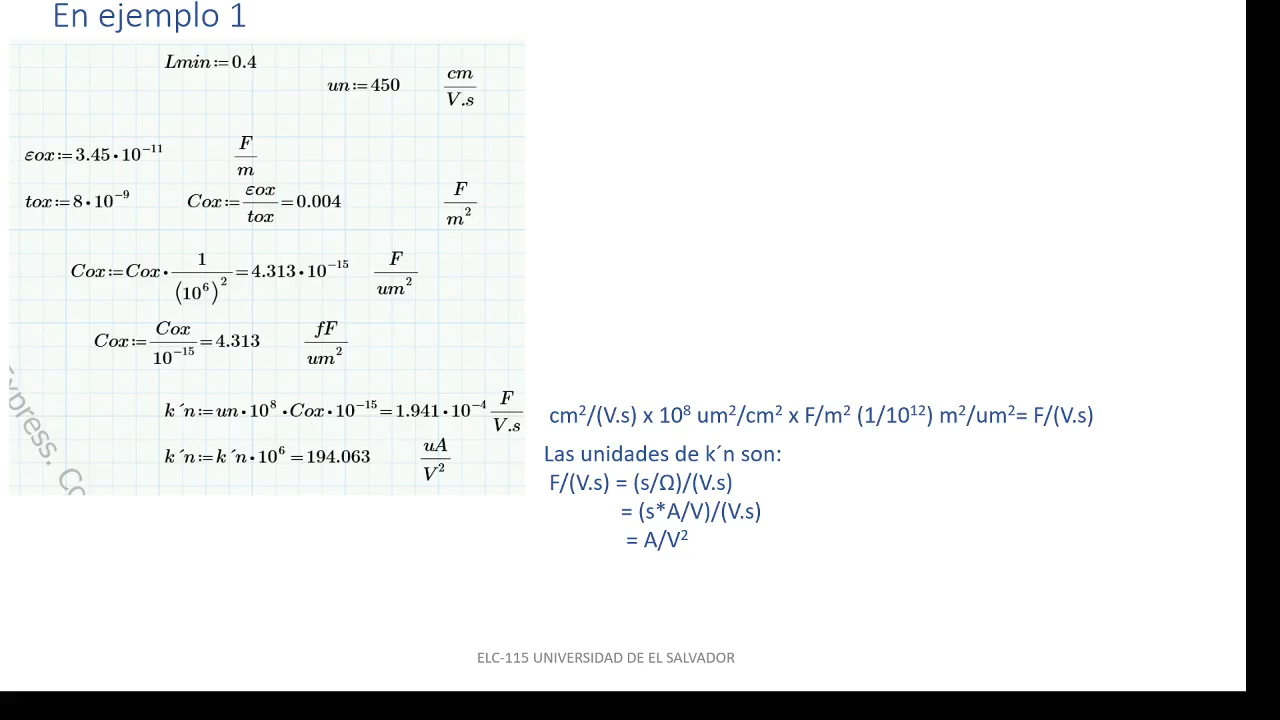 En ejemplo 1
Lmin:=0.4
un:=450 cm/V.s
εox:=3.45•10⁻¹¹ F/m
tox:=8•10⁻⁹ Cox:=εox/tox=0.004 F/m²
Cox:=Cox•1/(10⁶)²=4.313•10⁻¹⁵ F/um²
Cox:=Cox/10⁻¹⁵=4.313 fF/um²
k´n:=un•10⁸•Cox•10⁻¹⁵=1.941•10⁻⁴ F/V.s
cm²/(V.s) x 10⁸ um²/cm² x F/m² (1/10¹²) m²/um²= F/(V.s)
k´n:=k´n•10⁶=194.063 uA/V²
Las unidades de k´n son:
F/(V.s) = (s/Ω)/(V.s)
= (s*A/V)/(V.s)
= A/V²
ELC-115 UNIVERSIDAD DE EL SALVADOR